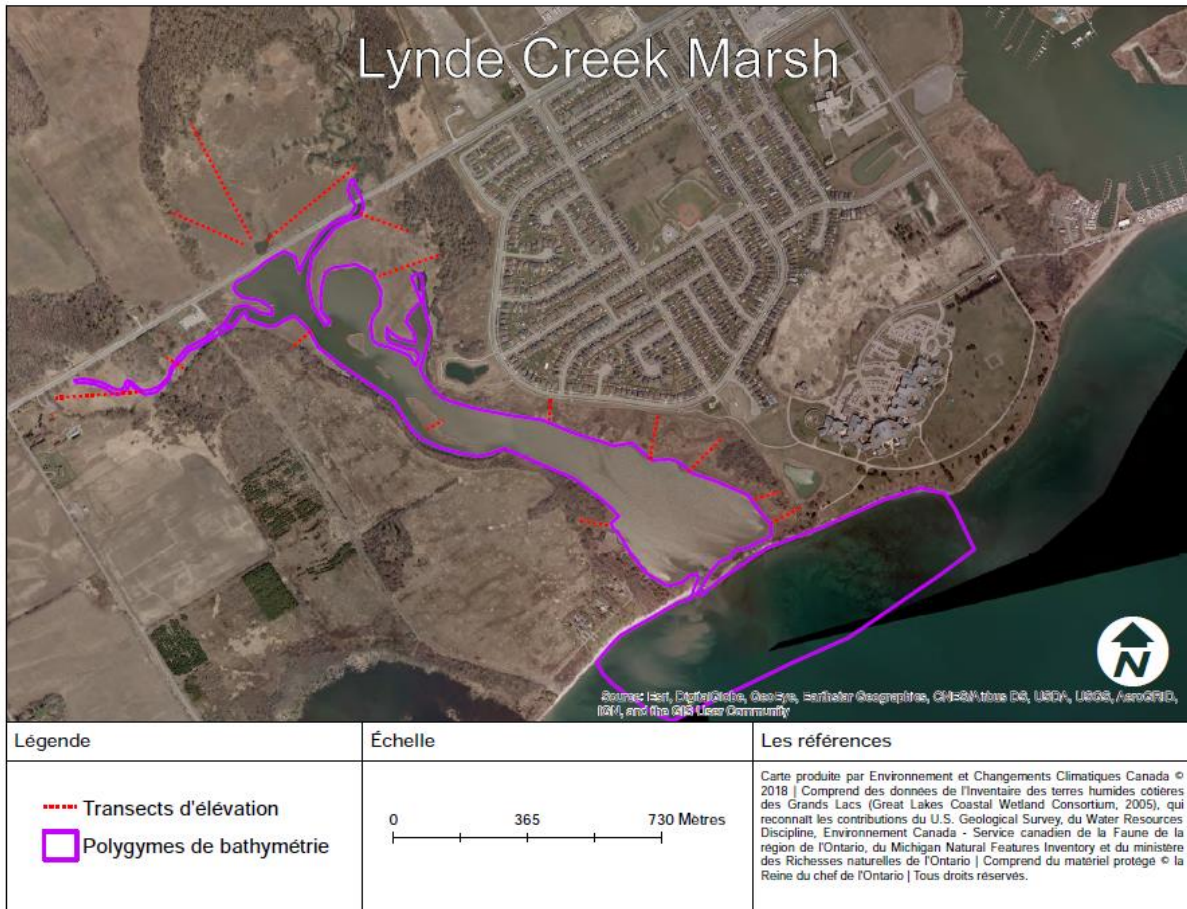 Lynde Creek Marsh
N
Source: Esri, DigitalGlobe, GeoEye, Earthstar Geographics, CNES/Airbus DS, USDA, USGS, AeroGRID,
IGN, and the GIS User Community
Légende
Transects d'élévation
Polygymes de bathymétrie
Échelle
0 365 730 Mètres
Les références
Carte produite par Environnement et Changements Climatiques Canada ©
2018 | Comprend des données de l'Inventaire des terres humides côtières
des Grands Lacs (Great Lakes Coastal Wetland Consortium, 2005), qui
reconnaît les contributions du U.S. Geological Survey, du Water Resources
Discipline, Environnement Canada - Service canadien de la Faune de la
région de l'Ontario, du Michigan Natural Features Inventory et du ministère
des Richesses naturelles de l'Ontario | Comprend du matériel protégé © la
Reine du chef de l'Ontario | Tous droits réservés.